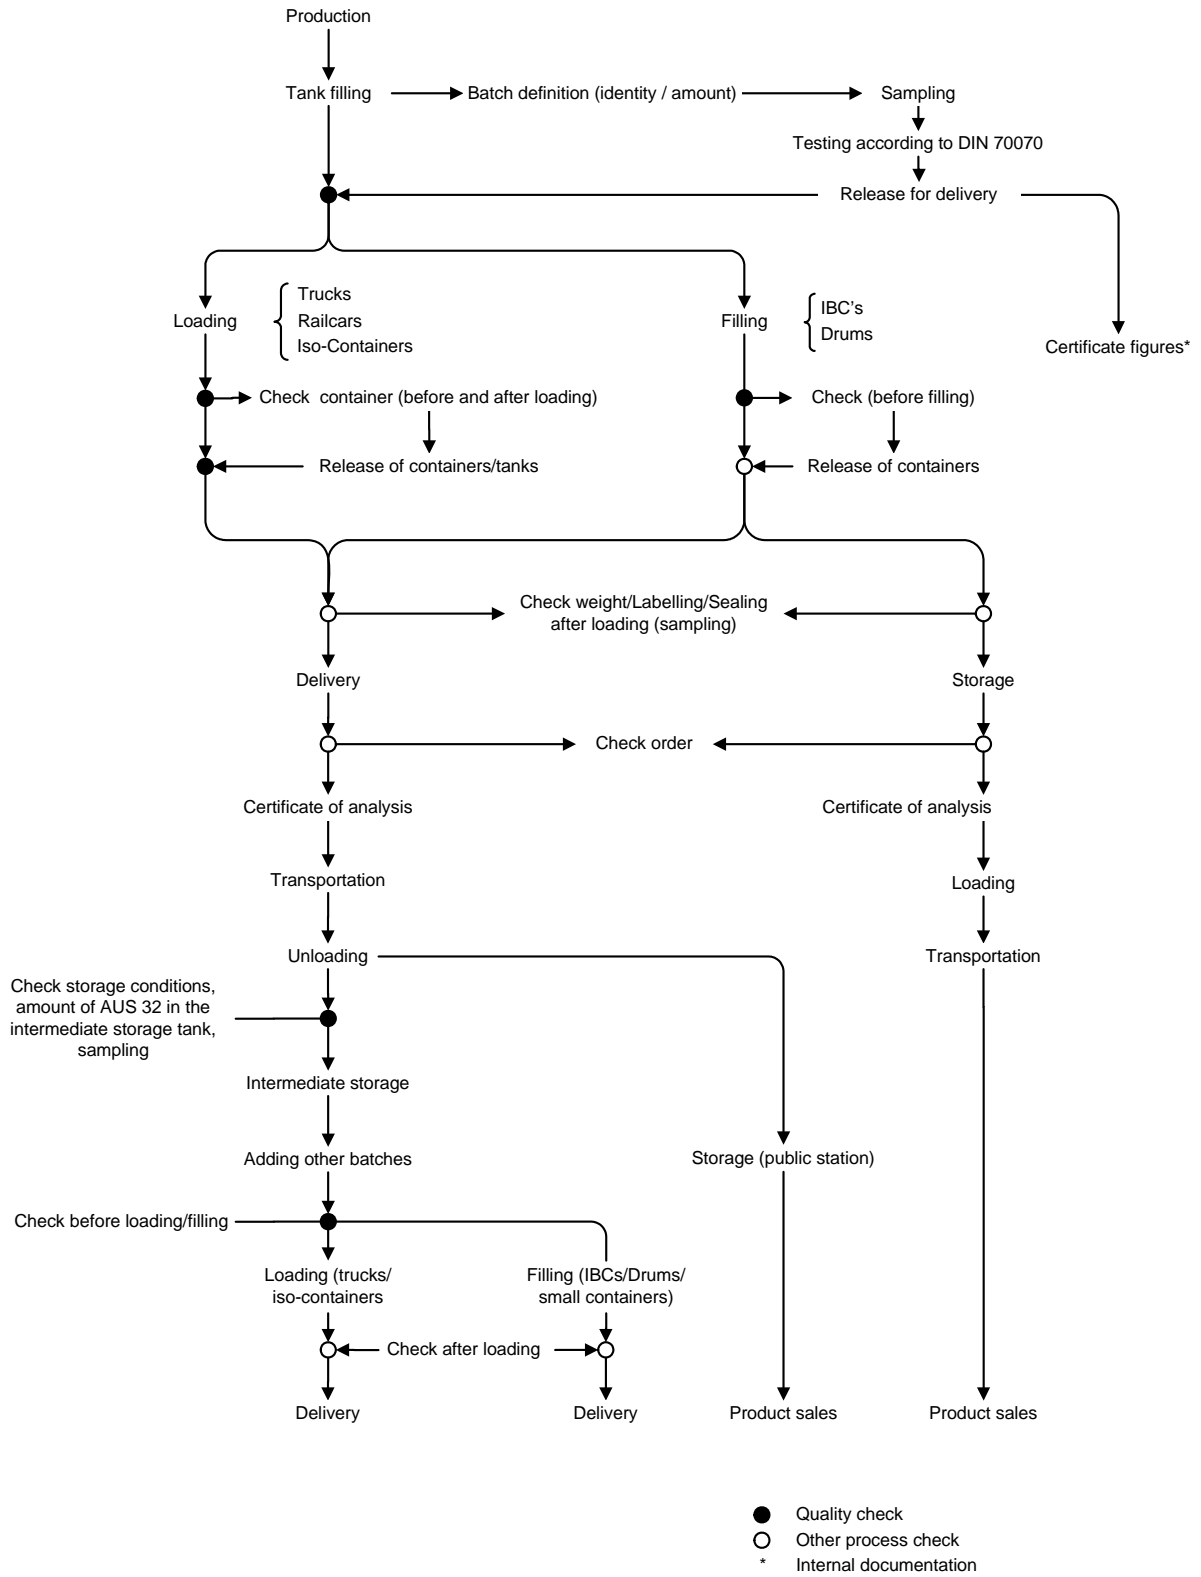 Production
Tank filling
Batch definition (identity / amount)
Sampling
Testing according to DIN 70070
Release for delivery
Loading
Trucks
Railcars
Iso-Containers
Filling
IBC's
Drums
Certificate figures*
Check container (before and after loading)
Check (before filling)
Release of containers/tanks
Release of containers
Check weight/Labelling/Sealing
after loading (sampling)
Delivery
Storage
Check order
Certificate of analysis
Certificate of analysis
Transportation
Loading
Unloading
Transportation
Check storage conditions,
amount of AUS 32 in the
intermediate storage tank,
sampling
Intermediate storage
Adding other batches
Storage (public station)
Check before loading/filling
Loading (trucks/
iso-containers
Filling (IBCs/Drums/
small containers)
Check after loading
Delivery
Delivery
Product sales
Product sales
Quality check
Other process check
* Internal documentation